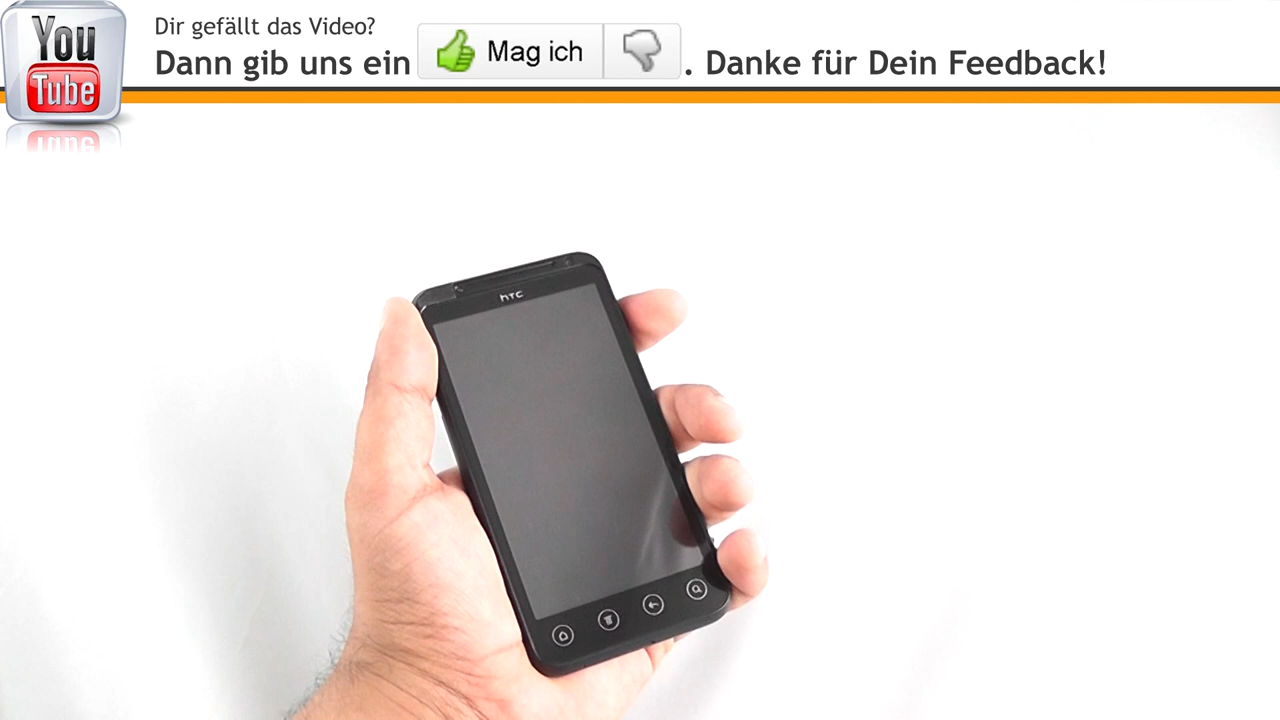 You
Tube
Dir gefällt das Video?
Dann gib uns ein Mag ich . Danke für Dein Feedback!
hTC